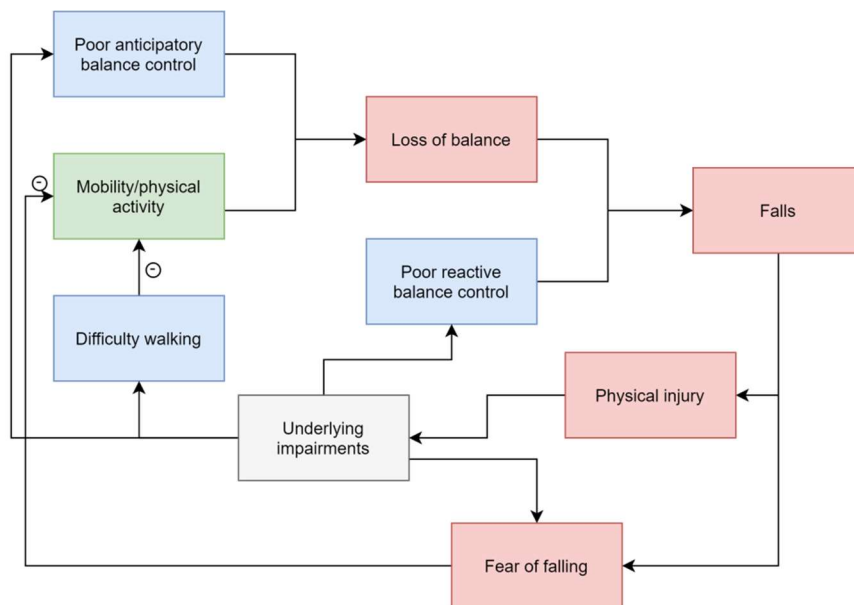 Poor anticipatory
balance control
Loss of balance
Mobility/physical
activity
Falls
Poor reactive
balance control
Difficulty walking
Physical injury
Underlying
impairments
Fear of falling